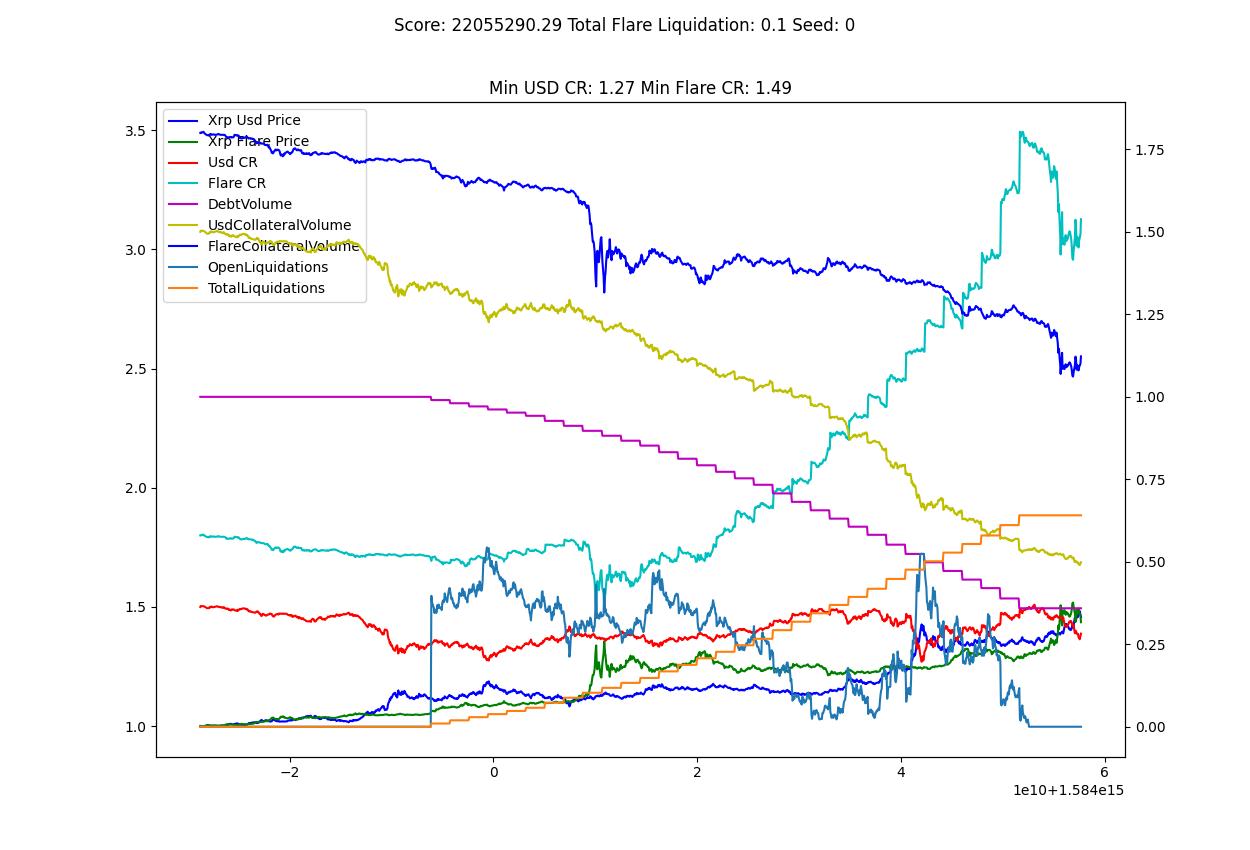 Score: 22055290.29 Total Flare Liquidation: 0.1 Seed: 0
Min USD CR: 1.27 Min Flare CR: 1.49
Xrp Usd Price
Xrp Flare Price
Usd CR
Flare CR
DebtVolume
UsdCollateralVolume
FlareCollateralVolume
OpenLiquidations
TotalLiquidations
3.5
3.0
2.5
2.0
1.5
1.0
1.75
1.50
1.25
1.00
0.75
0.50
0.25
0.00
−2
0
2
4
6
1e10+1.584e15